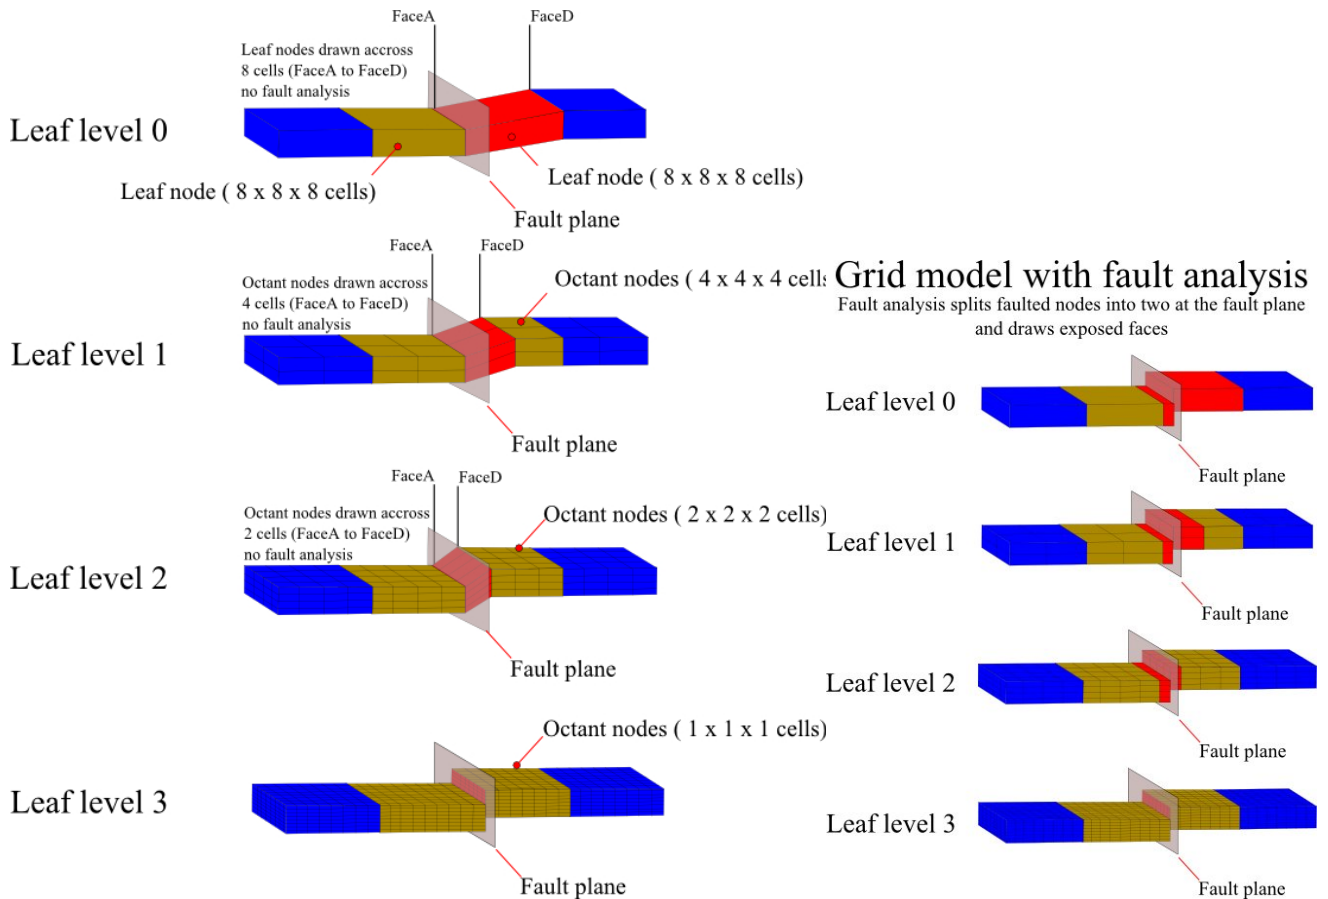 FaceA
FaceD
Leaf nodes drawn accross
8 cells (FaceA to FaceD)
no fault analysis
Leaf level 0
Leaf node ( 8 x 8 x 8 cells)
Leaf node ( 8 x 8 x 8 cells)
Fault plane
FaceA
FaceD
Octant nodes drawn accross
4 cells (FaceA to FaceD)
no fault analysis
Octant nodes ( 4 x 4 x 4 cells
Leaf level 1
Fault plane
FaceA
FaceD
Octant nodes drawn accross
2 cells (FaceA to FaceD)
no fault analysis
Octant nodes ( 2 x 2 x 2 cells)
Leaf level 2
Fault plane
Octant nodes ( 1 x 1 x 1 cells)
Leaf level 3
Fault plane
Grid model with fault analysis
Fault analysis splits faulted nodes into two at the fault plane
and draws exposed faces
Leaf level 0
Fault plane
Leaf level 1
Fault plane
Leaf level 2
Fault plane
Leaf level 3
Fault plane